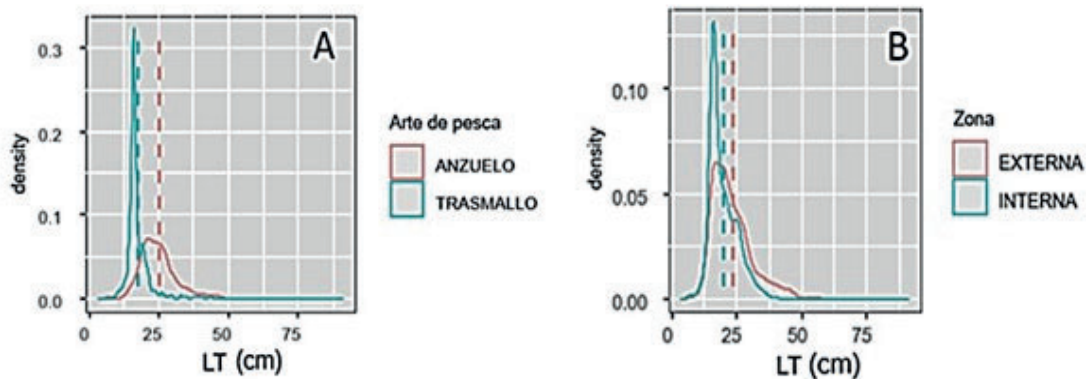 A
density
0.3
0.2
0.1
0.0
0
25
50
75
LT (cm)
Arte de pesca
ANZUELO
TRASMALLO
B
density
0.10
0.05
0.00
0
25
50
75
LT (cm)
Zona
EXTERNA
INTERNA